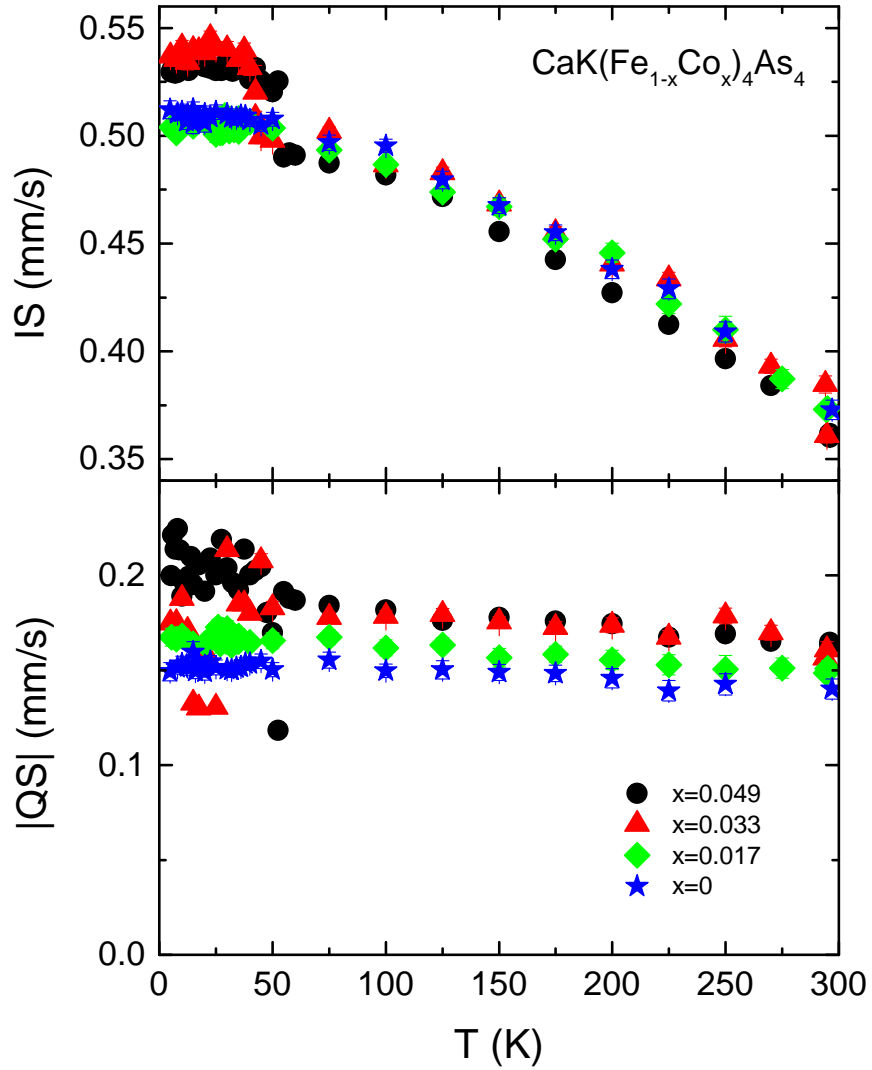 CaK(Fe₁₋ₓCoₓ)₄As₄
IS (mm/s)
0.55
0.50
0.45
0.40
0.35
|QS| (mm/s)
0.2
0.1
0.0
x=0.049
x=0.033
x=0.017
x=0
0 50 100 150 200 250 300
T (K)